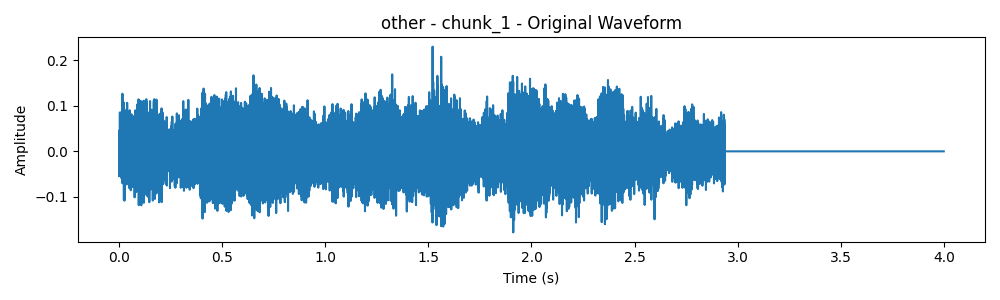 other - chunk_1 - Original Waveform
0.2
0.1
0.0
−0.1
Amplitude
0.0 0.5 1.0 1.5 2.0 2.5 3.0 3.5 4.0
Time (s)